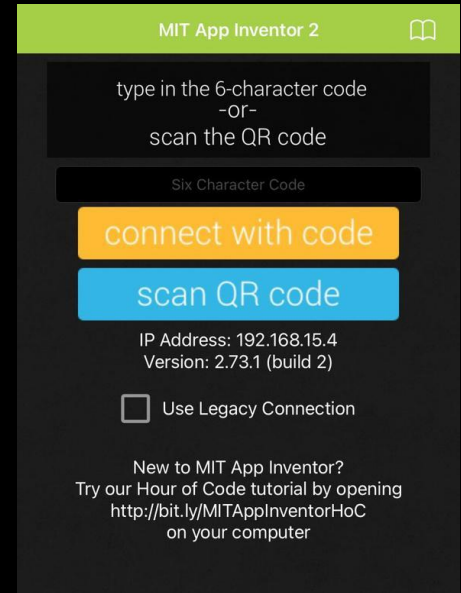 MIT App Inventor 2
type in the 6-character code
-or-
scan the QR code
Six Character Code
connect with code
scan QR code
IP Address: 192.168.15.4
Version: 2.73.1 (build 2)
Use Legacy Connection
New to MIT App Inventor?
Try our Hour of Code tutorial by opening
http://bit.ly/MITAppInventorHoC
on your computer